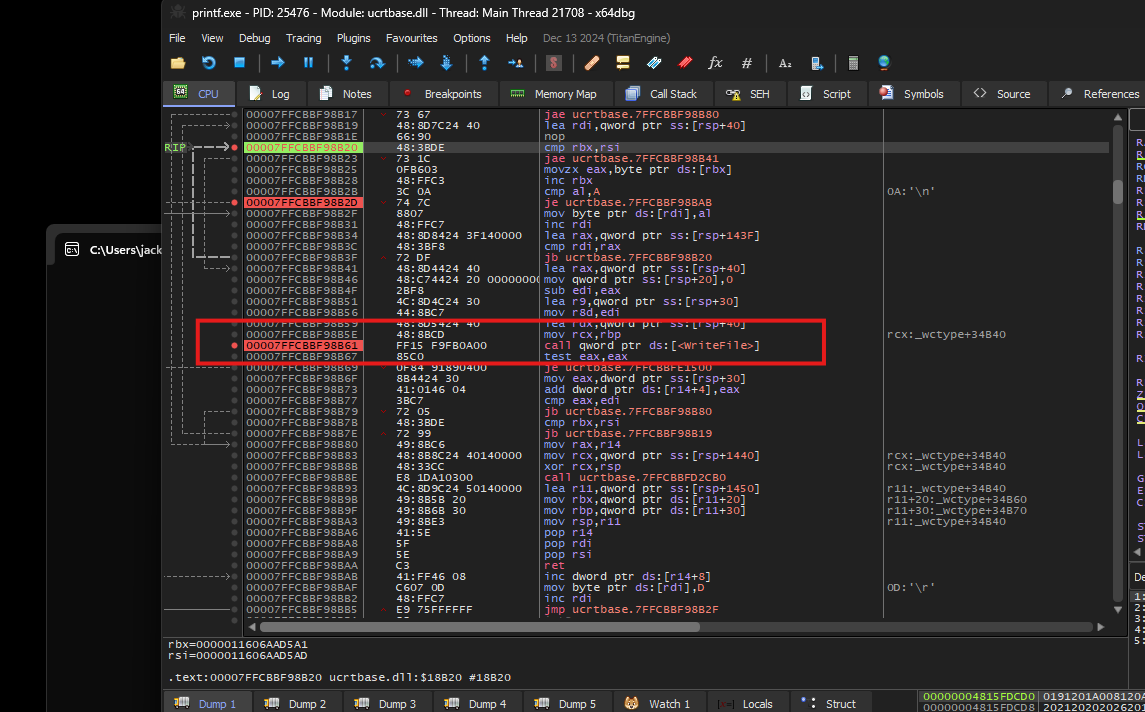 printf.exe - PID: 25476 - Module: ucrtbase.dll - Thread: Main Thread 21708 - x64dbg
File View Debug Tracing Plugins Favourites Options Help Dec 13 2024 (TitanEngine)
CPU Log Notes Breakpoints Memory Map Call Stack SEH Script Symbols Source References
00007FFCBBF98B17 73 67 jae ucrtbase.7FFCBBF98B80
00007FFCBBF98B19 48:8D7C24 40 lea rdi,qword ptr ss:[rsp+40]
00007FFCBBF98B1E 66:90 nop
RIP 00007FFCBBF98B20 48:3BDE cmp rbx,rsi
00007FFCBBF98B23 73 1C jae ucrtbase.7FFCBBF98B41
00007FFCBBF98B25 0FB603 movzx eax,byte ptr ds:[rbx]
00007FFCBBF98B28 48:FFC3 inc rbx
00007FFCBBF98B2B 3C 0A cmp al,A 0A:'\n'
00007FFCBBF98B2D 74 7C je ucrtbase.7FFCBBF98BAB
00007FFCBBF98B2F 8807 mov byte ptr ds:[rdi],al
00007FFCBBF98B31 48:FFC7 inc rdi
00007FFCBBF98B34 48:8D8424 3F140000 lea rax,qword ptr ss:[rsp+143F]
00007FFCBBF98B3C 48:3BF8 cmp rdi,rax
00007FFCBBF98B3F 72 DF jb ucrtbase.7FFCBBF98B20
00007FFCBBF98B41 48:8D4424 40 lea rax,qword ptr ss:[rsp+40]
00007FFCBBF98B46 48:C74424 20 00000000 mov qword ptr ss:[rsp+20],0
00007FFCBBF98B4F 2BF8 sub edi,eax
00007FFCBBF98B51 4C:8D4C24 30 lea r9,qword ptr ss:[rsp+30]
00007FFCBBF98B56 44:8BC7 mov r8d,edi
00007FFCBBF98B59 48:8D5424 40 lea rdx,qword ptr ss:[rsp+40]
00007FFCBBF98B5E 48:8BCD mov rcx,rbp rcx:_wctype+34B40
00007FFCBBF98B61 FF15 F9FB0A00 call qword ptr ds:[<WriteFile>]
00007FFCBBF98B67 85C0 test eax,eax
00007FFCBBF98B69 0F84 91890400 je ucrtbase.7FFCBBFE1500
00007FFCBBF98B6F 8B4424 30 mov eax,dword ptr ss:[rsp+30]
00007FFCBBF98B73 41:0146 04 add dword ptr ds:[r14+4],eax
00007FFCBBF98B77 3BC7 cmp eax,edi
00007FFCBBF98B79 72 05 jb ucrtbase.7FFCBBF98B80
00007FFCBBF98B7B 48:3BDE cmp rbx,rsi
00007FFCBBF98B7E 72 99 jb ucrtbase.7FFCBBF98B19
00007FFCBBF98B80 49:8BC6 mov rax,r14
00007FFCBBF98B83 48:8B8C24 40140000 mov rcx,qword ptr ss:[rsp+1440] rcx:_wctype+34B40
00007FFCBBF98B8B 48:33CC xor rcx,rsp rcx:_wctype+34B40
00007FFCBBF98B8E E8 1DA10300 call ucrtbase.7FFCBBFD2CB0
00007FFCBBF98B93 4C:8D9C24 50140000 lea r11,qword ptr ss:[rsp+1450] r11:_wctype+34B40
00007FFCBBF98B9B 49:8B5B 20 mov rbx,qword ptr ds:[r11+20] r11+20:_wctype+34B60
00007FFCBBF98B9F 49:8B6B 30 mov rbp,qword ptr ds:[r11+30] r11+30:_wctype+34B70
00007FFCBBF98BA3 49:8BE3 mov rsp,r11 r11:_wctype+34B40
00007FFCBBF98BA6 41:5E pop r14
00007FFCBBF98BA8 5F pop rdi
00007FFCBBF98BA9 5E pop rsi
00007FFCBBF98BAA C3 ret
00007FFCBBF98BAB 41:FF46 08 inc dword ptr ds:[r14+8]
00007FFCBBF98BAF C607 0D mov byte ptr ds:[rdi],D 0D:'\r'
00007FFCBBF98BB2 48:FFC7 inc rdi
00007FFCBBF98BB5 E9 75FFFFFF jmp ucrtbase.7FFCBBF98B2F
C:\Users\jack
rbx=0000011606AAD5A1
rsi=0000011606AAD5AD
.text:00007FFCBBF98B20 ucrtbase.dll:$18B20 #18B20
Dump 1 Dump 2 Dump 3 Dump 4 Dump 5 Watch 1 Locals Struct
00000004815FDCD0 0191201A008120A
00000004815FDCD8 202120202026201